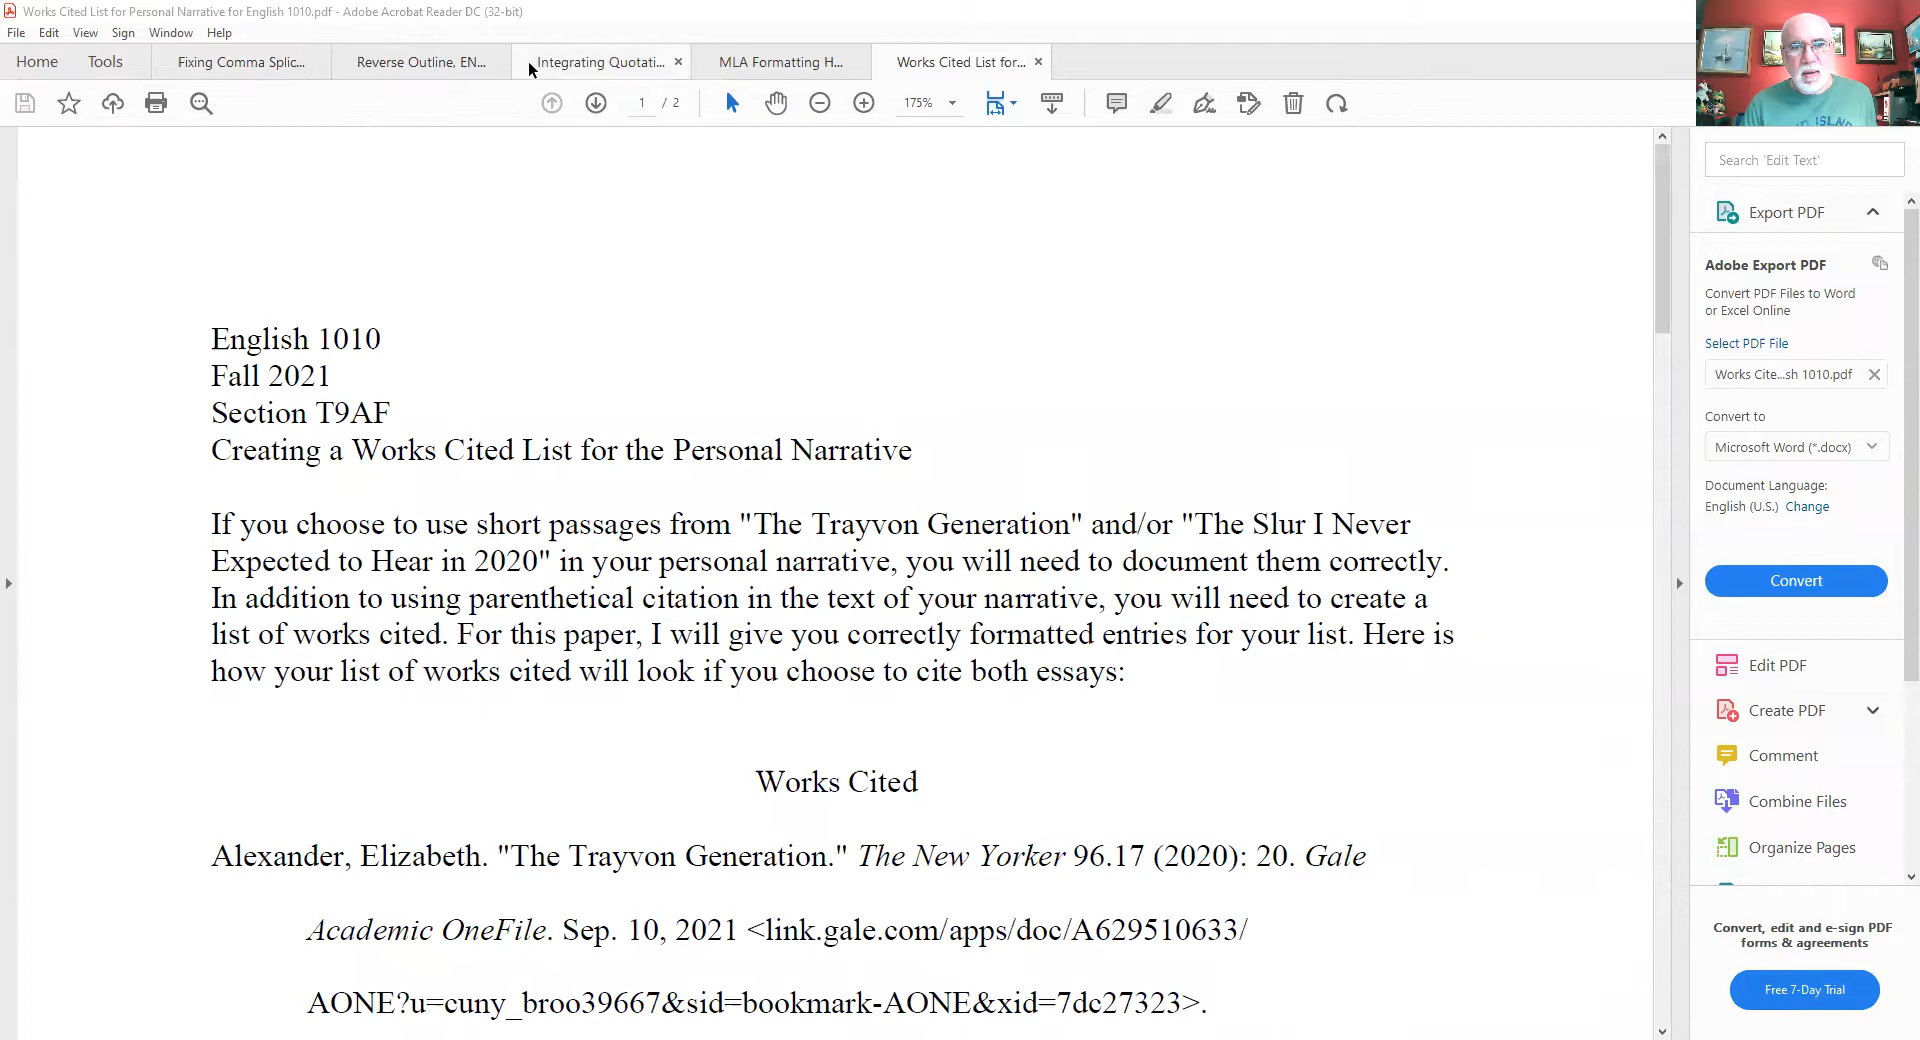 Works Cited List for Personal Narrative for English 1010.pdf - Adobe Acrobat Reader DC (32-bit)
File Edit View Sign Window Help
Home Tools Fixing Comma Splic... Reverse Outline, EN... Integrating Quotati... × MLA Formatting H... Works Cited List for... ×
1 / 2 175%
Search 'Edit Text'
Export PDF
Adobe Export PDF
Convert PDF Files to Word
or Excel Online
Select PDF File
Works Cite...sh 1010.pdf
Convert to
Microsoft Word (*.docx)
Document Language:
English (U.S.) Change
Convert
Edit PDF
Create PDF
Comment
Combine Files
Organize Pages
Convert, edit and e-sign PDF
forms & agreements
Free 7-Day Trial
English 1010
Fall 2021
Section T9AF
Creating a Works Cited List for the Personal Narrative
If you choose to use short passages from "The Trayvon Generation" and/or "The Slur I Never
Expected to Hear in 2020" in your personal narrative, you will need to document them correctly.
In addition to using parenthetical citation in the text of your narrative, you will need to create a
list of works cited. For this paper, I will give you correctly formatted entries for your list. Here is
how your list of works cited will look if you choose to cite both essays:
Works Cited
Alexander, Elizabeth. "The Trayvon Generation." The New Yorker 96.17 (2020): 20. Gale
Academic OneFile. Sep. 10, 2021 <link.gale.com/apps/doc/A629510633/
AONE?u=cuny_broo39667&sid=bookmark-AONE&xid=7dc27323>.